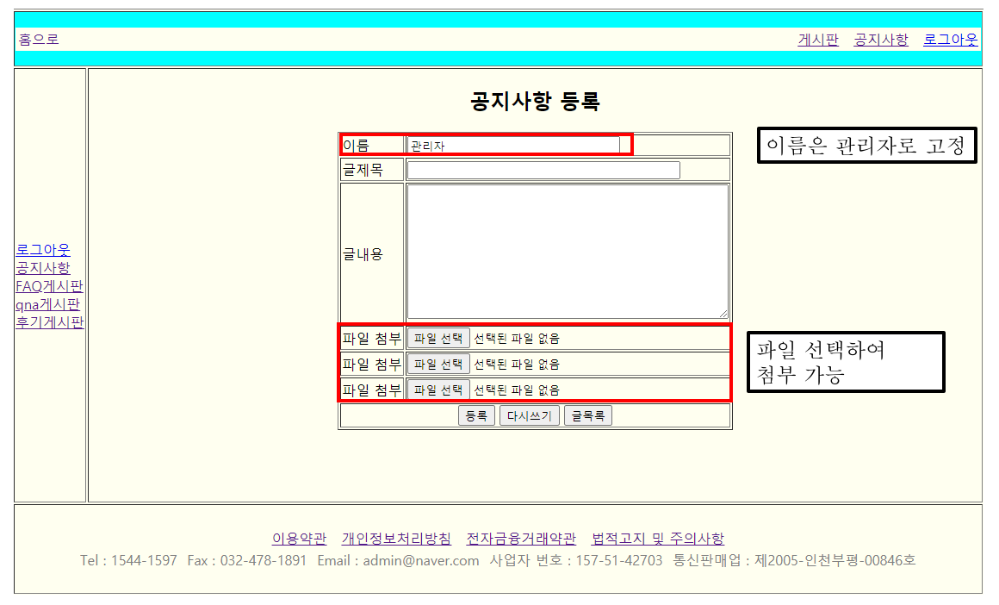 홈으로 게시판 공지사항 로그아웃
공지사항 등록
이름 관리자
이름은 관리자로 고정
글제목
글내용
로그아웃
공지사항
FAQ게시판
qna게시판
후기게시판
파일 첨부 파일 선택 선택된 파일 없음
파일 첨부 파일 선택 선택된 파일 없음
파일 첨부 파일 선택 선택된 파일 없음
파일 선택하여
첨부 가능
등록 다시쓰기 글목록
이용약관 개인정보처리방침 전자금융거래약관 법적고지 및 주의사항
Tel : 1544-1597 Fax : 032-478-1891 Email : admin@naver.com 사업자 번호 : 157-51-42703 통신판매업 : 제2005-인천부평-00846호